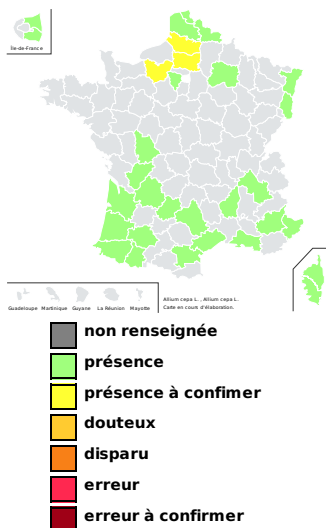 Île-de-France
Guadeloupe Martinique Guyane La Réunion Mayotte
Allium cepa L. , Allium cepa L.
Carte en cours d'élaboration.
non renseignée
présence
présence à confimer
douteux
disparu
erreur
erreur à confirmer